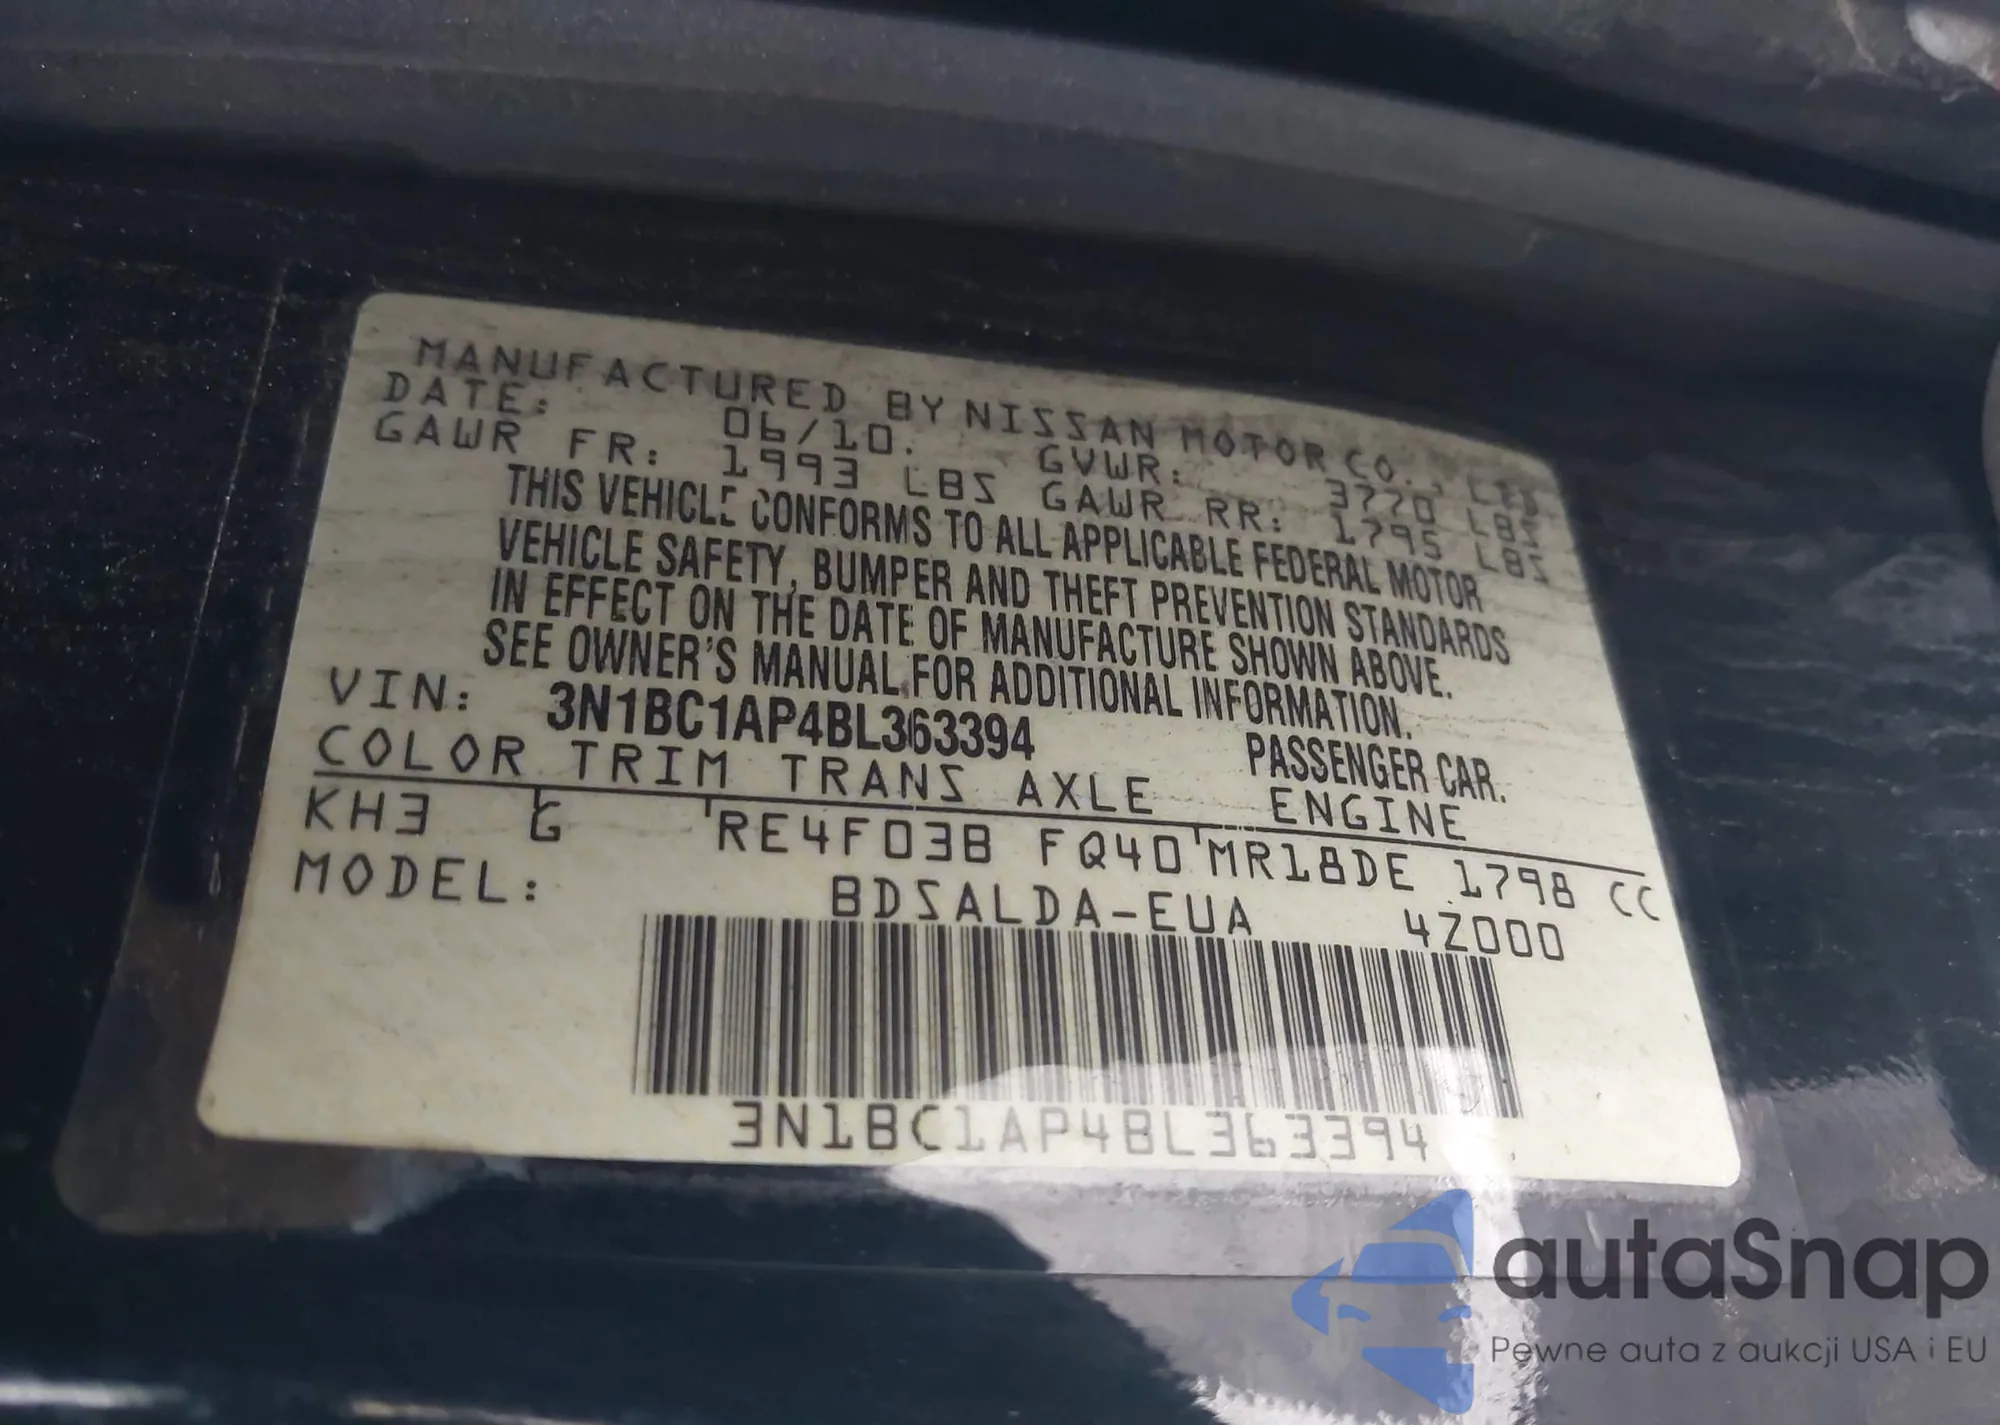 MANUFACTURED BY NISSAN MOTOR CO., LTD
DATE: 06/10. GVWR: 3770 LBS
GAWR FR: 1993 LBS GAWR RR: 1795 LBS
THIS VEHICLE CONFORMS TO ALL APPLICABLE FEDERAL MOTOR
VEHICLE SAFETY, BUMPER AND THEFT PREVENTION STANDARDS
IN EFFECT ON THE DATE OF MANUFACTURE SHOWN ABOVE.
SEE OWNER'S MANUAL FOR ADDITIONAL INFORMATION.
VIN: 3N1BC1AP4BL363394 PASSENGER CAR.
COLOR TRIM TRANS AXLE ENGINE
KH3 G RE4F03B FQ40 MR18DE 1798 CC
MODEL: BDSALDA-EUA 4Z000
3N1BC1AP4BL363394
autaSnap
Pewne auta z aukcji USA i EU